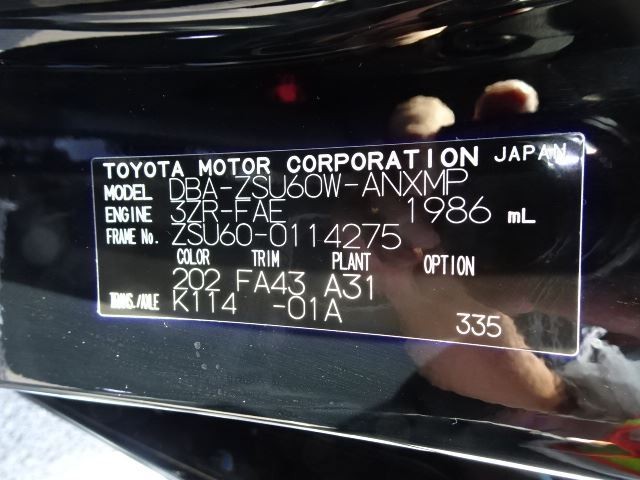 TOYOTA MOTOR CORPORATION JAPAN
MODEL DBA-ZSU60W-ANXMP
ENGINE 3ZR-FAE 1986 mL
FRAME No. ZSU60-0114275
COLOR TRIM PLANT OPTION
202 FA43 A31
TRANS./AXLE K114 -01A
335